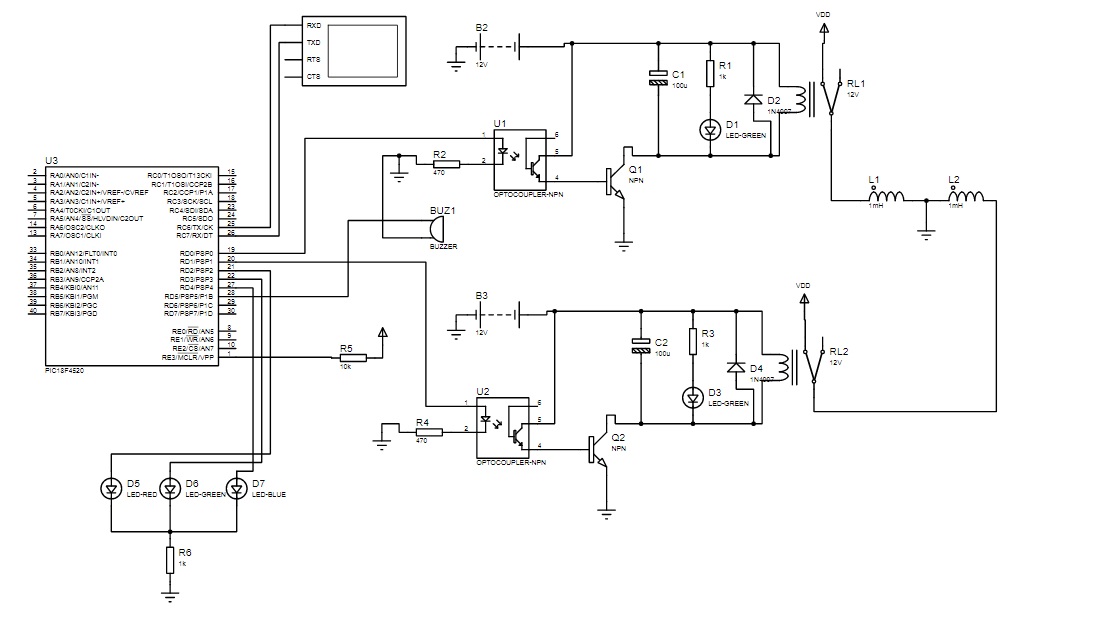 RXD
TXD
RTS
CTS
B2
12V
VDD
C1
100u
R1
1k
D2
1N4007
RL1
12V
D1
LED-GREEN
U1
1
2
6
5
4
OPTOCOUPLER-NPN
R2
470
Q1
NPN
BUZ1
BUZZER
L1
1mH
L2
1mH
U3
2
3
4
5
6
7
14
13
33
34
35
36
37
38
39
40
RA0/AN0/C1IN-
RA1/AN1/C2IN-
RA2/AN2/C2IN+/VREF-/CVREF
RA3/AN3/C1IN+/VREF+
RA4/T0CKI/C1OUT
RA5/AN4/SS/HLVDIN/C2OUT
RA6/OSC2/CLKO
RA7/OSC1/CLKI
RB0/AN12/FLT0/INT0
RB1/AN10/INT1
RB2/AN8/INT2
RB3/AN9/CCP2A
RB4/KBI0/AN11
RB5/KBI1/PGM
RB6/KBI2/PGC
RB7/KBI3/PGD
RC0/T1OSO/T13CKI
RC1/T1OSI/CCP2B
RC2/CCP1/P1A
RC3/SCK/SCL
RC4/SDI/SDA
RC5/SDO
RC6/TX/CK
RC7/RX/DT
RD0/PSP0
RD1/PSP1
RD2/PSP2
RD3/PSP3
RD4/PSP4
RD5/PSP5/P1B
RD6/PSP6/P1C
RD7/PSP7/P1D
RE0/RD/AN5
RE1/WR/AN6
RE2/CS/AN7
RE3/MCLR/VPP
15
16
17
18
23
24
25
26
19
20
21
22
27
28
29
30
8
9
10
1
PIC18F4520
R5
10k
B3
12V
VDD
C2
100u
R3
1k
D4
1N4007
RL2
12V
D3
LED-GREEN
U2
1
2
6
5
4
OPTOCOUPLER-NPN
R4
470
Q2
NPN
D5
LED-RED
D6
LED-GREEN
D7
LED-BLUE
R6
1k